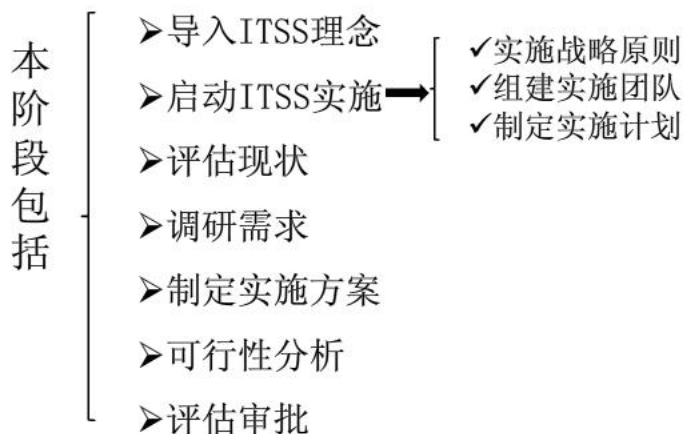 本阶段包括
➢导入ITSS理念
➢启动ITSS实施
✓实施战略原则
✓组建实施团队
✓制定实施计划
➢评估现状
➢调研需求
➢制定实施方案
➢可行性分析
➢评估审批